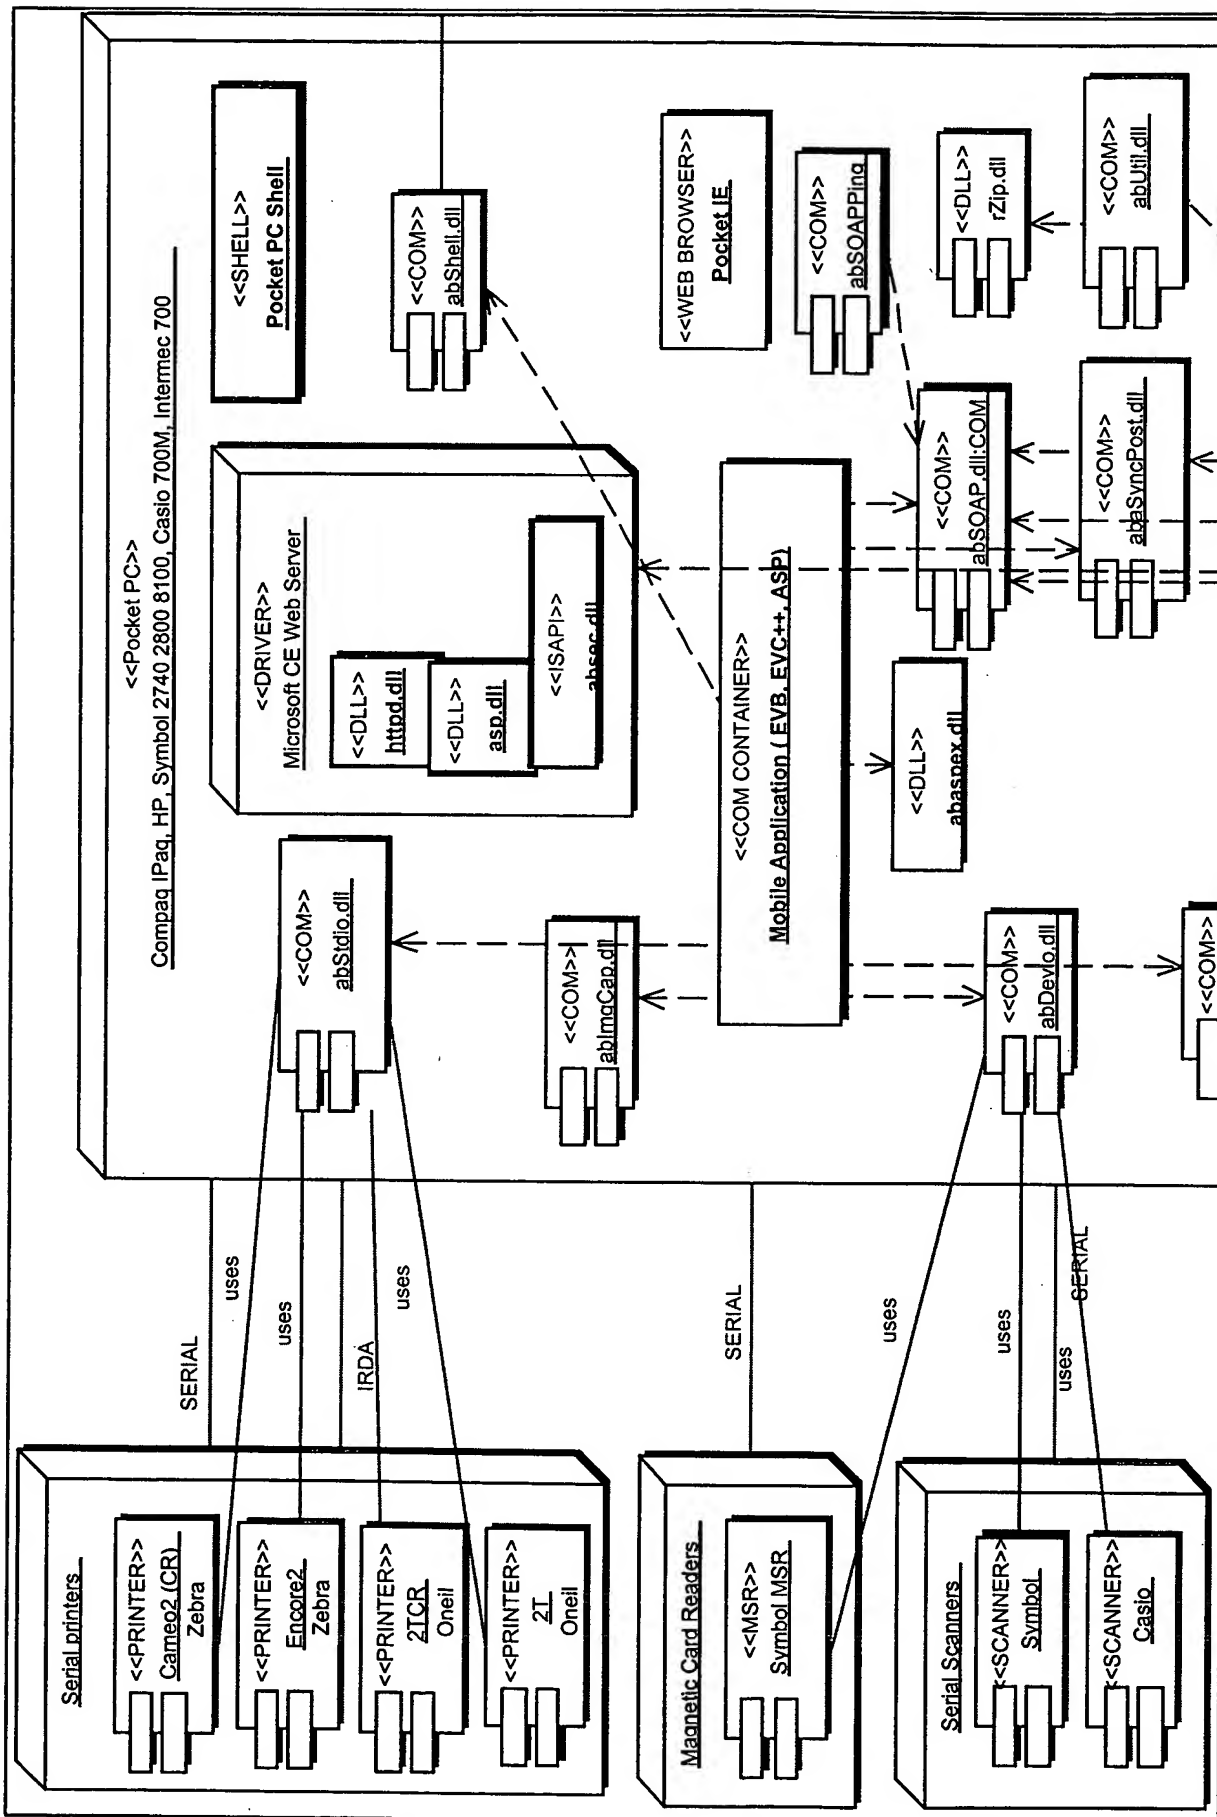 <<Pocket PC>>
Compaq IPaq, HP, Symbol 2740 2800 8100, Casio 700M, Intermec 700
<<SHELL>>
Pocket PC Shell
<<COM>>
abShell.dll
<<DRIVER>>
Microsoft CE Web Server
<<DLL>>
httpd.dll
<<DLL>>
asp.dll
<<ISAPI>>
absec.dll
<<COM>>
abStdio.dll
<<COM>>
abImgCap.dll
<<WEB BROWSER>>
Pocket IE
<<COM>>
abSOAPPing
<<COM CONTAINER>>
Mobile Application ( EVB, EVC++, ASP)
<<DLL>>
rZip.dll
<<COM>>
abUtil.dll
<<COM>>
abSOAP.dll:COM
<<COM>>
abaSyncPost.dll
<<DLL>>
abaspex.dll
<<COM>>
abDevio.dll
<<COM>>
SERIAL
uses
uses
IRDA
uses
SERIAL
uses
uses
SERIAL
uses
Serial printers
<<PRINTER>>
Cameo2 (CR)
Zebra
<<PRINTER>>
Encore2
Zebra
<<PRINTER>>
2TCR
Oneil
<<PRINTER>>
2T
Oneil
Magnetic Card Readers
<<MSR>>
Symbol MSR
Serial Scanners
<<SCANNER>>
Symbol
<<SCANNER>>
Casio